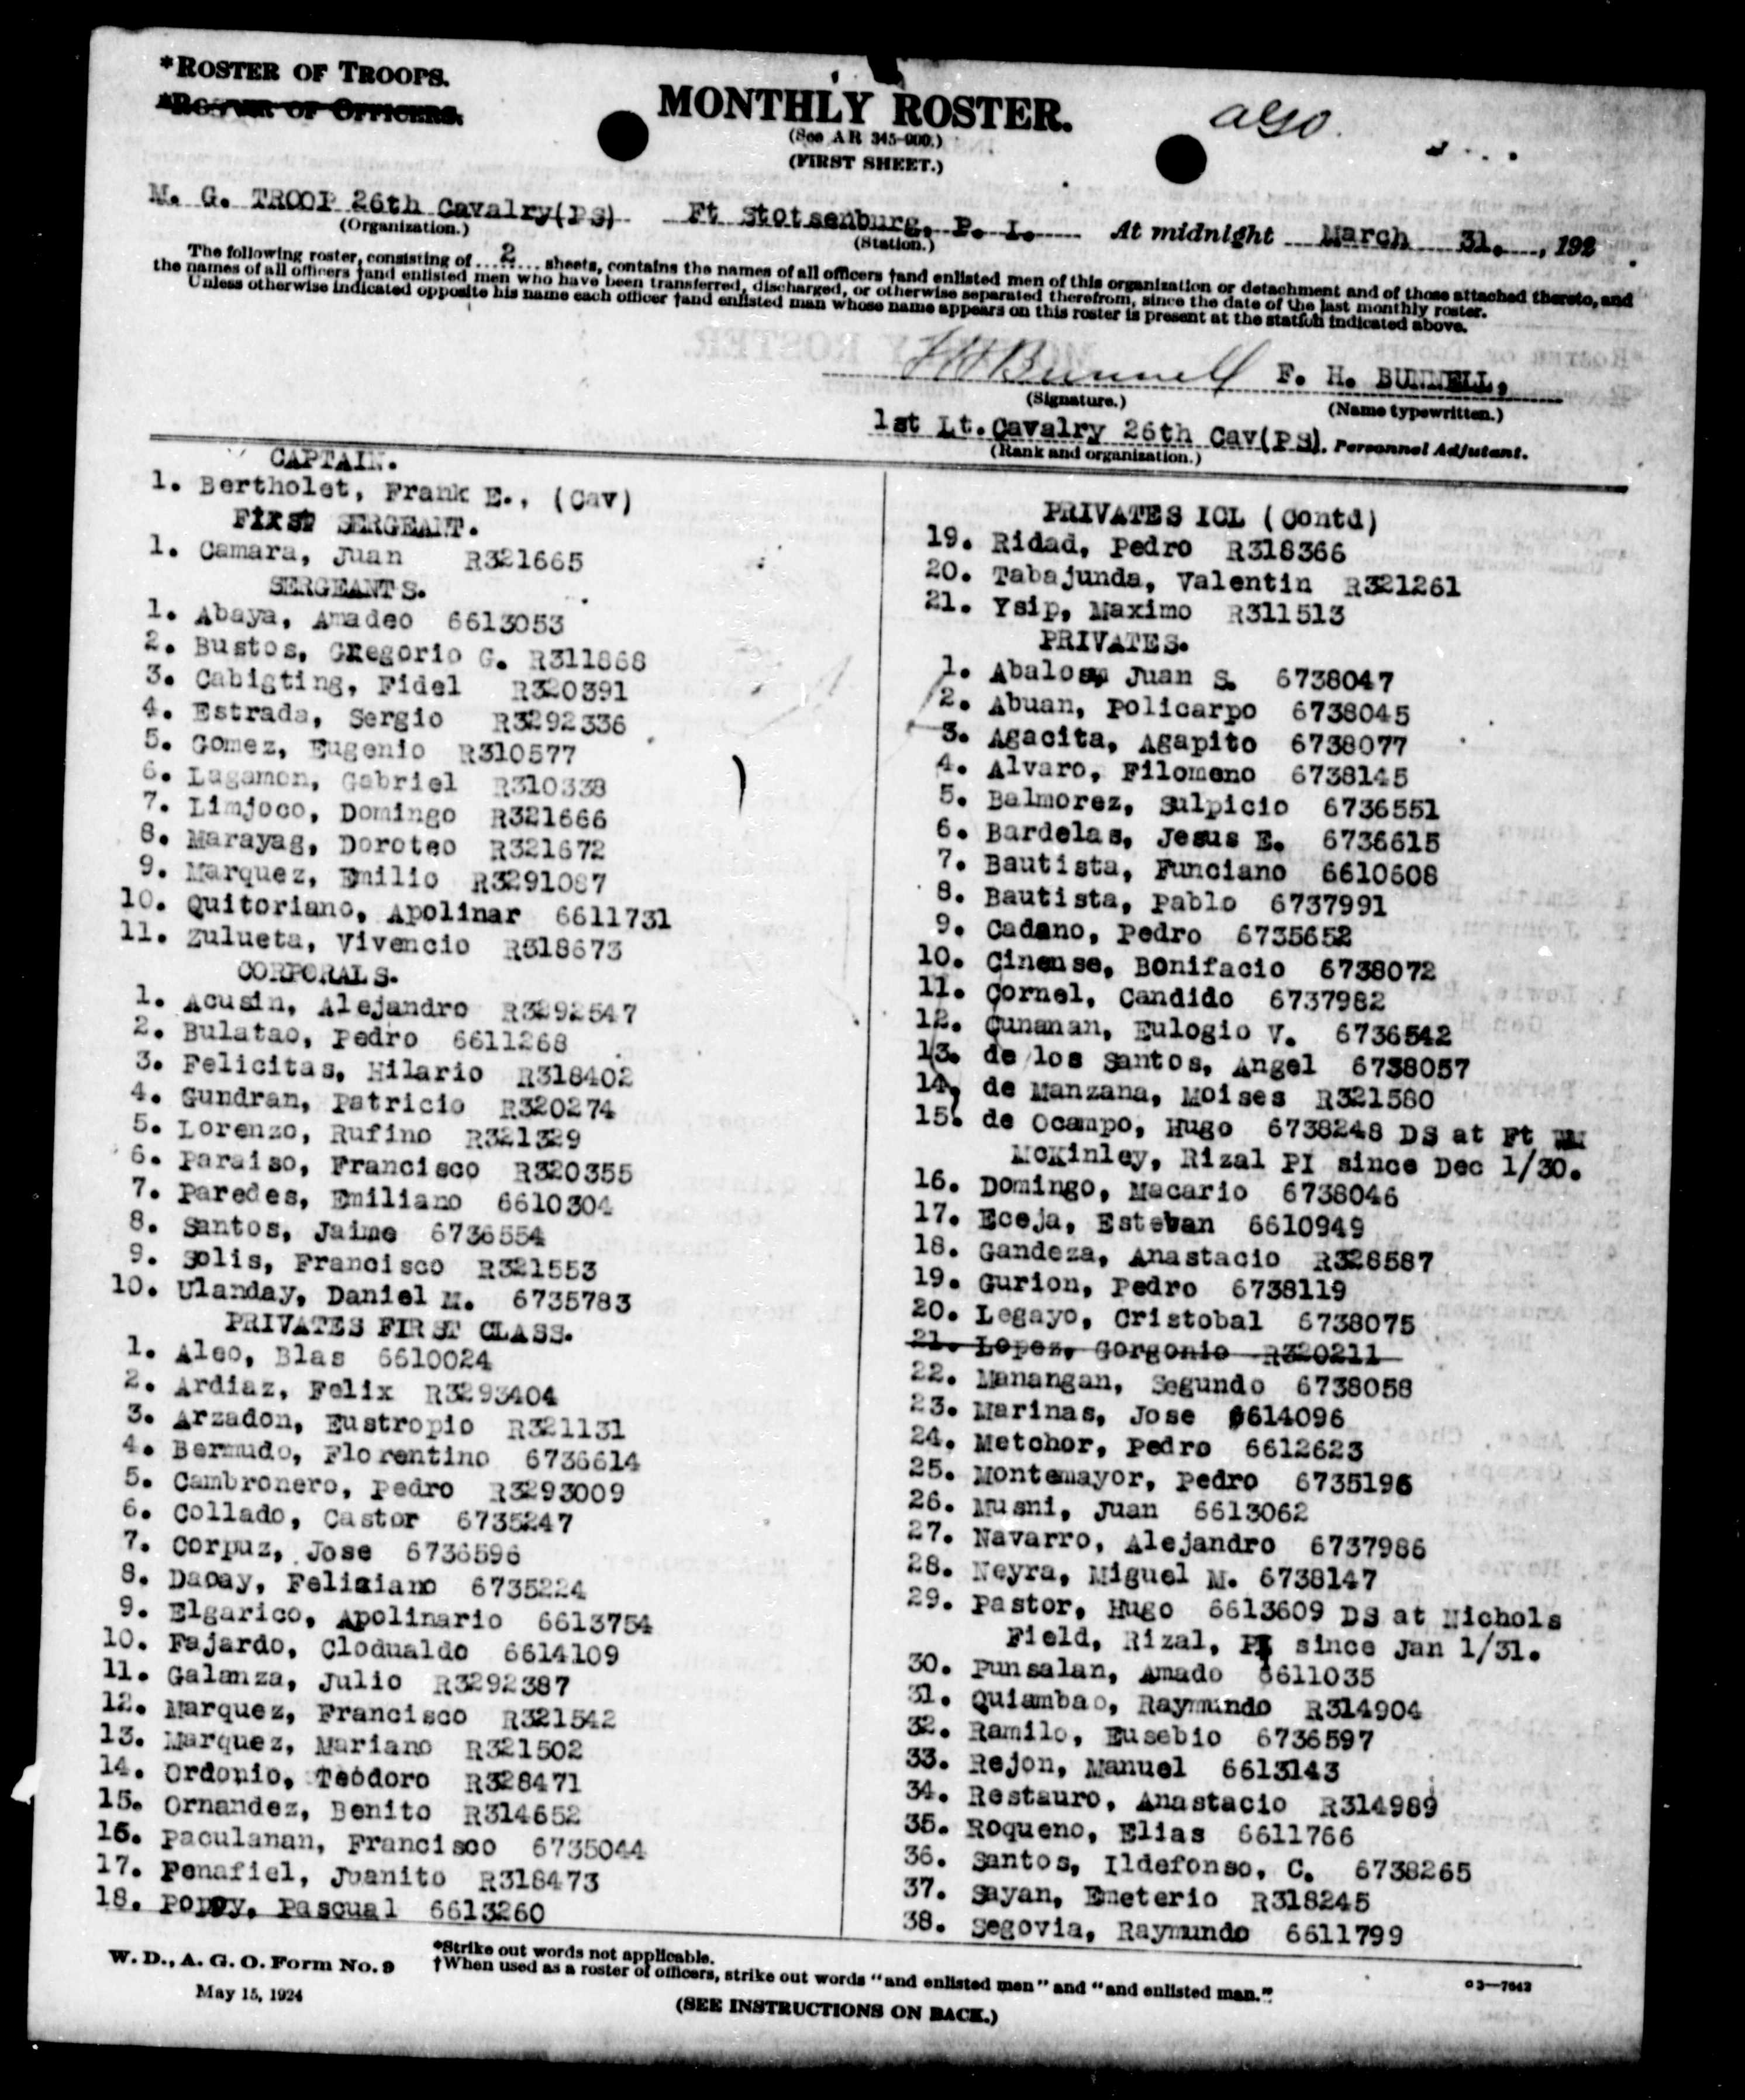 *ROSTER OF TROOPS.
*ROSTER OF OFFICERS.
MONTHLY ROSTER.
(See AR 345-900.)
(FIRST SHEET.)
ago
M. G. TROOP 26th Cavalry(PS) Ft Stotsenburg, P. I. At midnight March 31. , 192
(Organization.) (Station.)
The following roster, consisting of 2 sheets, contains the names of all officers †and enlisted men of this organization or detachment and of those attached thereto, and
the names of all officers †and enlisted men who have been transferred, discharged, or otherwise separated therefrom, since the date of the last monthly roster.
Unless otherwise indicated opposite his name each officer †and enlisted man whose name appears on this roster is present at the station indicated above.
F H Bunnell F. H. BUNNELL,
(Signature.) (Name typewritten.)
1st Lt. Cavalry 26th Cav(PS). Personnel Adjutant.
(Rank and organization.)
CAPTAIN.
1. Bertholet, Frank E., (Cav)
FIRST SERGEANT.
1. Camara, Juan R321665
SERGEANTS.
1. Abaya, Amadeo 6613053
2. Bustos, Gregorio G. R311868
3. Cabigting, Fidel R320391
4. Estrada, Sergio R3292336
5. Gomez, Eugenio R310577
6. Lagamon, Gabriel R310338
7. Limjoco, Domingo R321666
8. Marayag, Doroteo R321672
9. Marquez, Emilio R3291087
10. Quitoriano, Apolinar 6611731
11. Zulueta, Vivencio R318673
CORPORALS.
1. Acusin, Alejandro R3292547
2. Bulatao, Pedro 6611268
3. Felicitas, Hilario R318402
4. Gundran, Patricio R320274
5. Lorenzo, Rufino R321329
6. Paraiso, Francisco R320355
7. Paredes, Emiliano 6610304
8. Santos, Jaime 6736554
9. Solis, Francisco R321553
10. Ulanday, Daniel M. 6735783
PRIVATES FIRST CLASS.
1. Aleo, Blas 6610024
2. Ardiaz, Felix R3293404
3. Arzadon, Eustropio R321131
4. Bermudo, Florentino 6736614
5. Cambronero, Pedro R3293009
6. Collado, Castor 6735247
7. Corpuz, Jose 6736596
8. Dacay, Feliciano 6735224
9. Elgarico, Apolinario 6613754
10. Fajardo, Clodualdo 6614109
11. Galanza, Julio R3292387
12. Marquez, Francisco R321542
13. Marquez, Mariano R321502
14. Ordonio, Teodoro R328471
15. Ornandez, Benito R314652
16. Paculanan, Francisco 6735044
17. Penafiel, Juanito R318473
18. Popoy, Pascual 6613260
PRIVATES 1CL (Contd)
19. Ridad, Pedro R318366
20. Tabajunda, Valentin R321261
21. Ysip, Maximo R311513
PRIVATES.
1. Abalos, Juan S. 6738047
2. Abuan, Policarpo 6738045
3. Agacita, Agapito 6738077
4. Alvaro, Filomeno 6738145
5. Balmorez, Sulpicio 6736551
6. Bardelas, Jesus E. 6736615
7. Bautista, Funciano 6610608
8. Bautista, Pablo 6737991
9. Cadano, Pedro 6735652
10. Cinense, Bonifacio 6738072
11. Cornel, Candido 6737982
12. Cunanan, Eulogio V. 6736542
13. de los Santos, Angel 6738057
14. de Manzana, Moises R321580
15. de Ocampo, Hugo 6738248 DS at Ft
McKinley, Rizal PI since Dec 1/30.
16. Domingo, Macario 6738046
17. Eceja, Estevan 6610949
18. Gandeza, Anastacio R328587
19. Gurion, Pedro 6738119
20. Legayo, Cristobal 6738075
21. Lopez, Gorgonio R320211
22. Manangan, Segundo 6738058
23. Marinas, Jose 6614096
24. Metchor, Pedro 6612623
25. Montemayor, Pedro 6735196
26. Musni, Juan 6613062
27. Navarro, Alejandro 6737986
28. Neyra, Miguel M. 6738147
29. Pastor, Hugo 6613609 DS at Nichols
Field, Rizal, PI since Jan 1/31.
30. Punsalan, Amado 6611035
31. Quiambao, Raymundo R314904
32. Ramilo, Eusebio 6736597
33. Rejon, Manuel 6613143
34. Restauro, Anastacio R314989
35. Roqueno, Elias 6611766
36. Santos, Ildefonso, C. 6738265
37. Sayan, Emeterio R318245
38. Segovia, Raymundo 6611799
W. D., A. G. O. Form No. 9
May 15, 1924
*Strike out words not applicable.
†When used as a roster of officers, strike out words "and enlisted men" and "and enlisted man."
(SEE INSTRUCTIONS ON BACK.)
03—7643